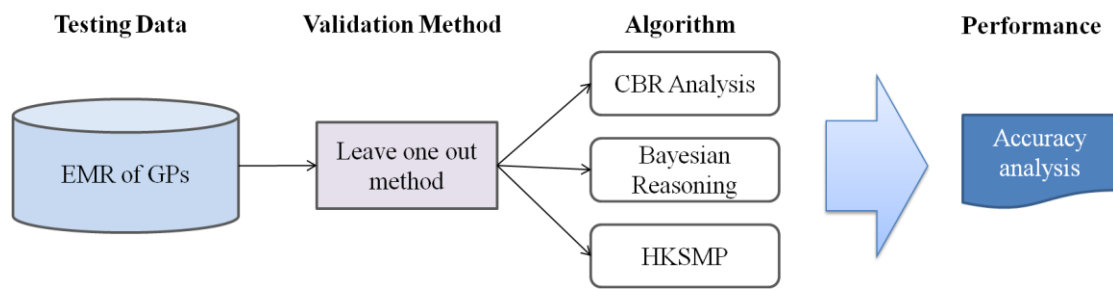 Testing Data
Validation Method
Algorithm
Performance
EMR of GPs
Leave one out
method
CBR Analysis
Bayesian
Reasoning
HKSMP
Accuracy
analysis